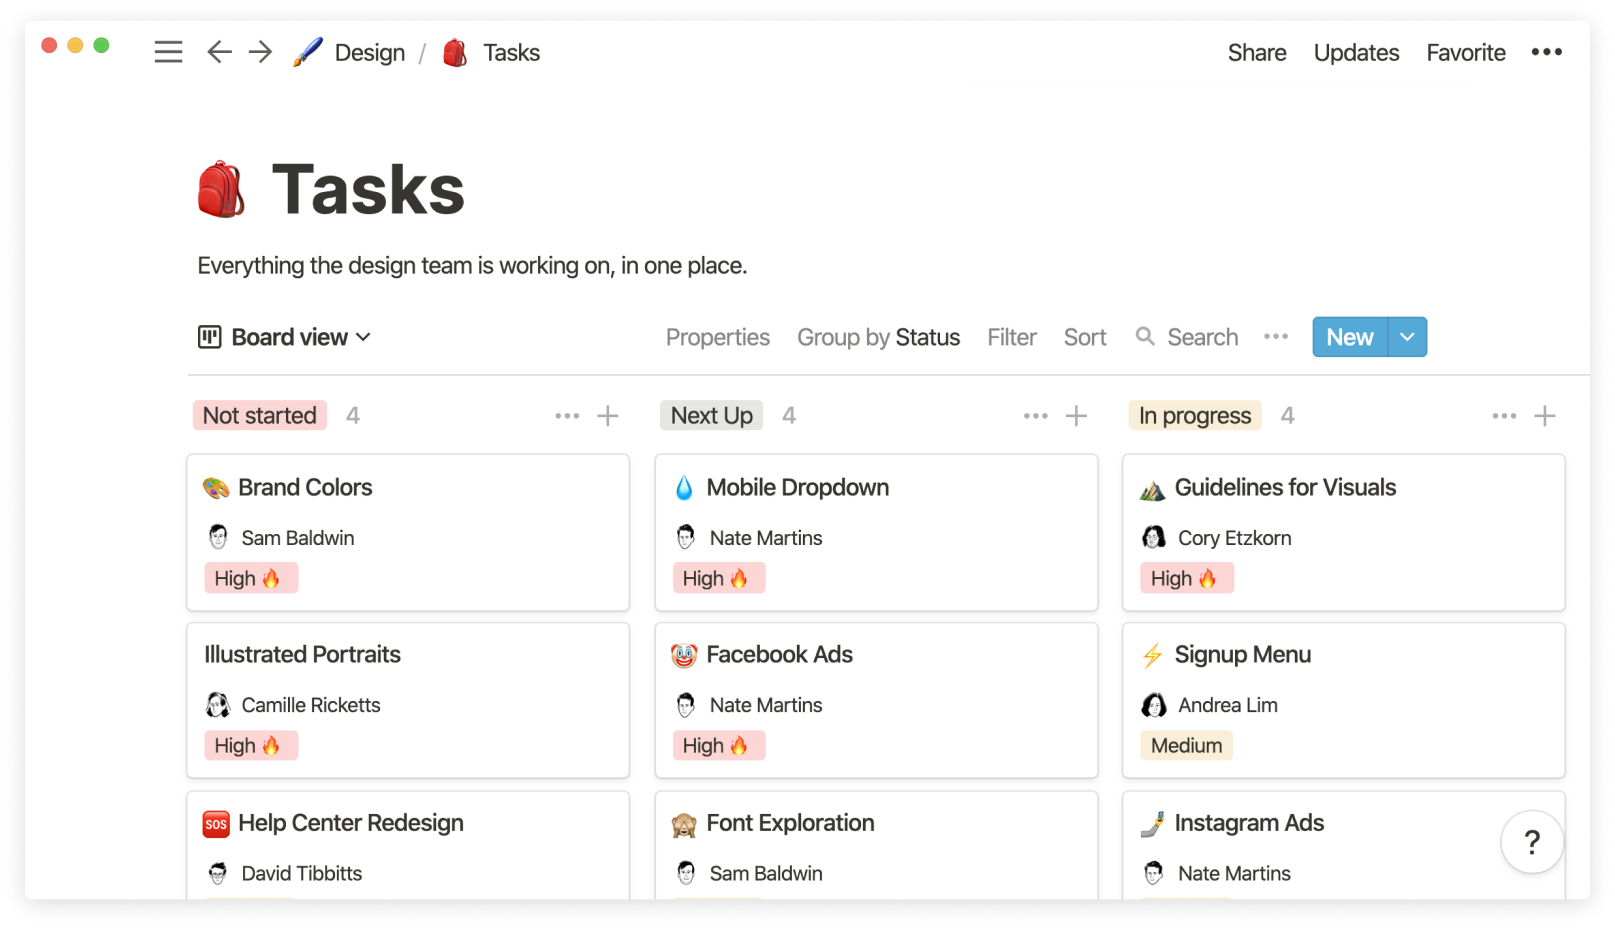 Design / Tasks
Share Updates Favorite •••
Tasks
Everything the design team is working on, in one place.
Board view
Properties Group by Status Filter Sort Search ••• New
Not started 4
Next Up 4
In progress 4
Brand Colors
Sam Baldwin
High
Mobile Dropdown
Nate Martins
High
Guidelines for Visuals
Cory Etzkorn
High
Illustrated Portraits
Camille Ricketts
High
Facebook Ads
Nate Martins
High
Signup Menu
Andrea Lim
Medium
SOS Help Center Redesign
David Tibbitts
Font Exploration
Sam Baldwin
Instagram Ads
Nate Martins
?